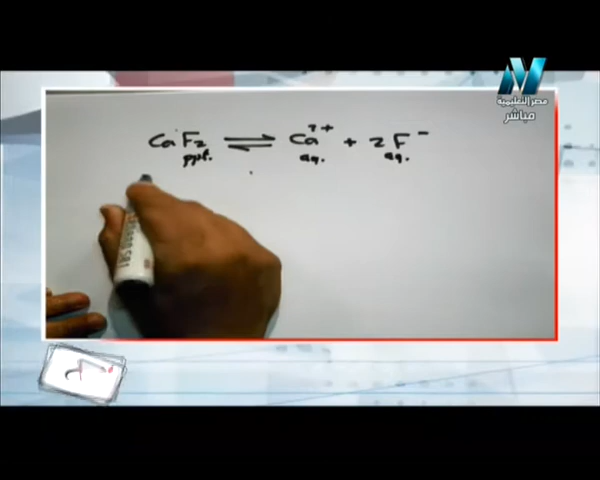 مصر التعليمية
مباشر
CaF₂ ⇌ Ca²⁺ + 2F⁻
ppt. aq. aq.